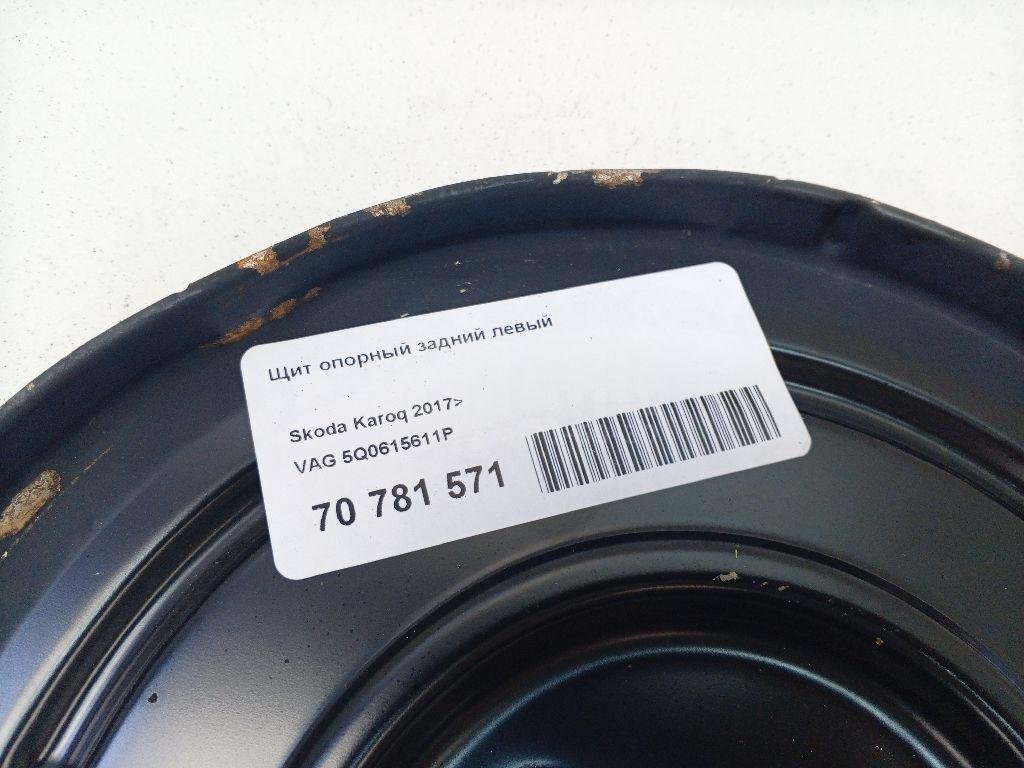 Щит опорный задний левый
Skoda Karoq 2017>
VAG 5Q0615611P
70 781 571